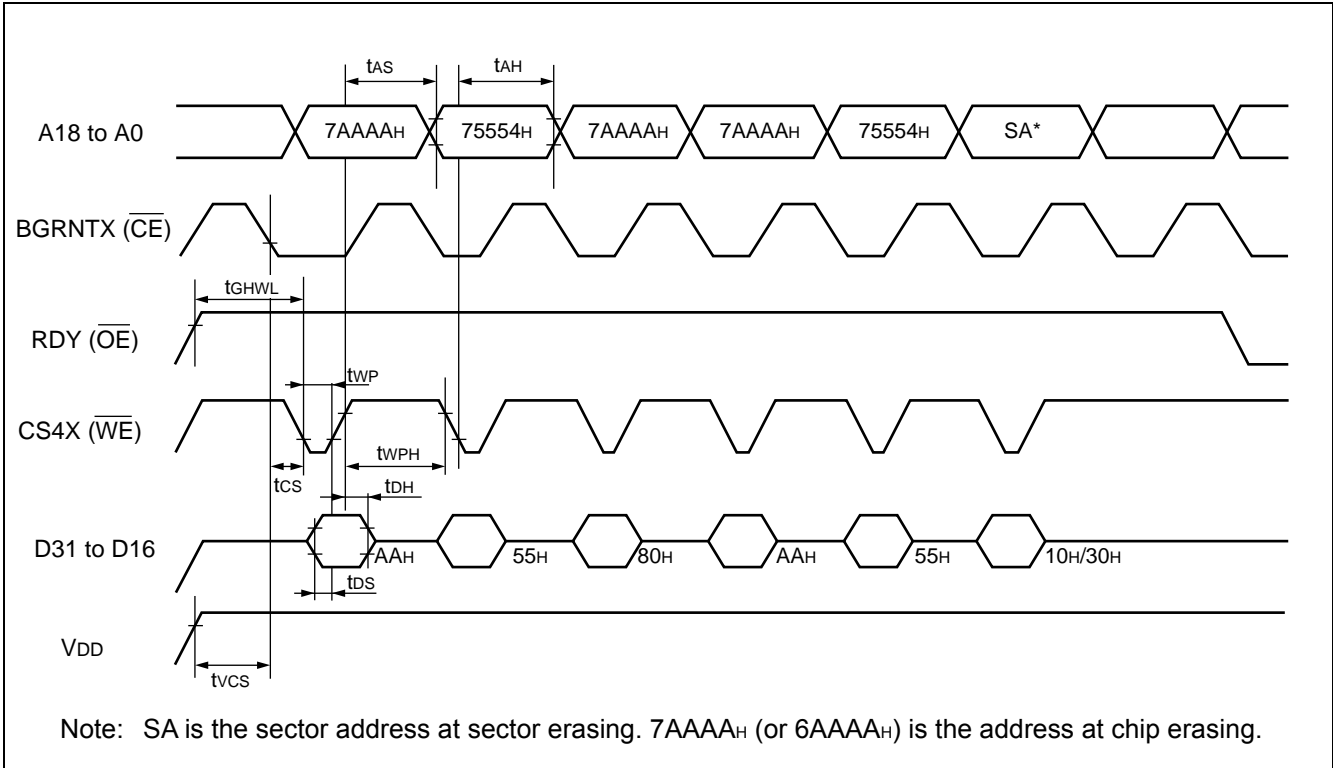 tAS tAH
A18 to A0 7AAAAH 75554H 7AAAAH 7AAAAH 75554H SA*
BGRNTX (CE)
tGHWL
RDY (OE)
tWP
CS4X (WE)
tWPH
tCS tDH
D31 to D16 AAH 55H 80H AAH 55H 10H/30H
tDS
VDD
tVCS
Note: SA is the sector address at sector erasing. 7AAAAH (or 6AAAAH) is the address at chip erasing.